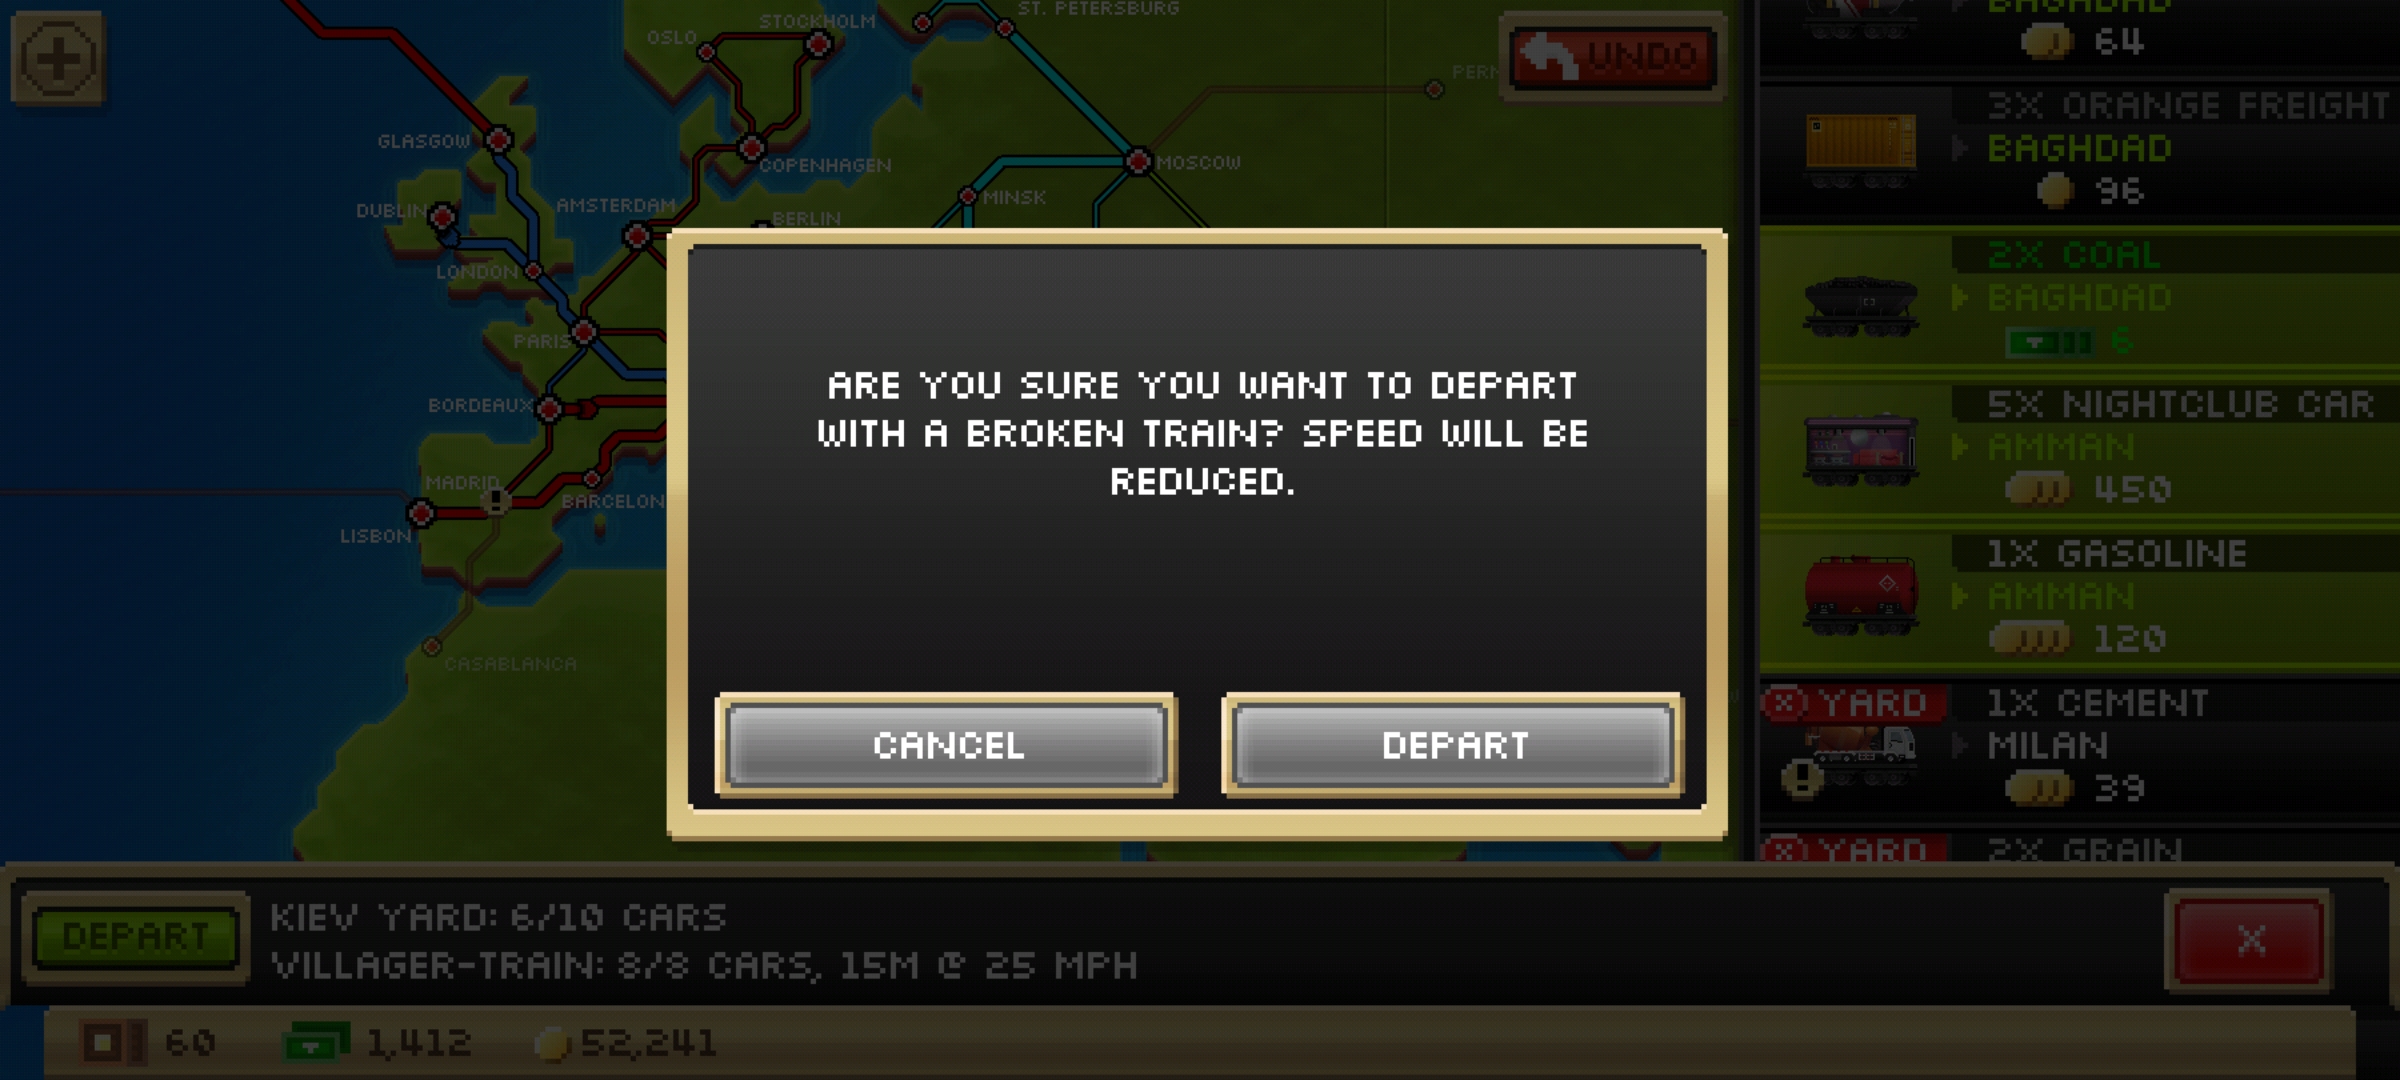 STOCKHOLM
ST. PETERSBURG
OSLO
UNDO
GLASGOW
COPENHAGEN
MOSCOW
DUBLIN
AMSTERDAM
MINSK
BERLIN
LONDON
PARIS
BORDEAUX
MADRID
LISBON
CASABLANCA
ARE YOU SURE YOU WANT TO DEPART
WITH A BROKEN TRAIN? SPEED WILL BE
REDUCED.
CANCEL
DEPART
BAGHDAD
64
3X ORANGE FREIGHT
BAGHDAD
96
2X COAL
BAGHDAD
6
5X NIGHTCLUB CAR
AMMAN
450
1X GASOLINE
AMMAN
120
YARD
1X CEMENT
MILAN
39
YARD
2X GRAIN
DEPART
KIEV YARD: 6/10 CARS
VILLAGER-TRAIN: 8/8 CARS, 15M @ 25 MPH
X
60
1,412
52,241